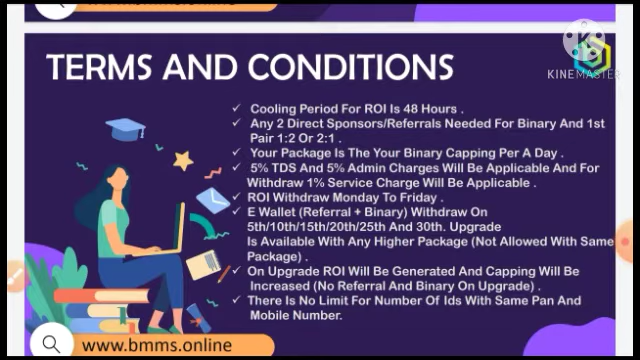 KINEMASTER
TERMS AND CONDITIONS
✓ Cooling Period For ROI Is 48 Hours .
✓ Any 2 Direct Sponsors/Referrals Needed For Binary And 1st
Pair 1:2 Or 2:1 .
✓ Your Package Is The Your Binary Capping Per A Day .
✓ 5% TDS And 5% Admin Charges Will Be Applicable And For
Withdraw 1% Service Charge Will Be Applicable .
✓ ROI Withdraw Monday To Friday .
✓ E Wallet (Referral + Binary) Withdraw On
5th/10th/15th/20th/25th And 30th. Upgrade
Is Available With Any Higher Package (Not Allowed With Same
Package) .
✓ On Upgrade ROI Will Be Generated And Capping Will Be
Increased (No Referral And Binary On Upgrade) .
✓ There Is No Limit For Number Of Ids With Same Pan And
Mobile Number.
www.bmms.online